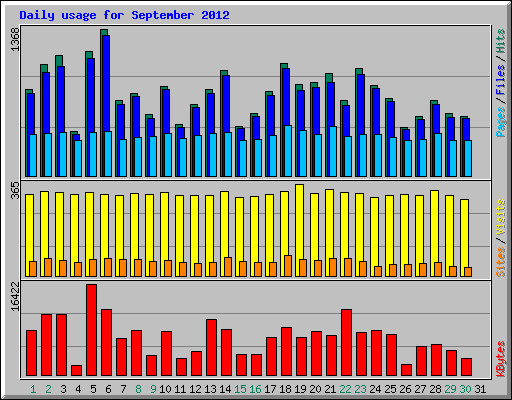 Daily usage for September 2012
1368
Pages / Files / Hits
365
Sites / Visits
16422
KBytes
1 2 3 4 5 6 7 8 9 10 11 12 13 14 15 16 17 18 19 20 21 22 23 24 25 26 27 28 29 30 31